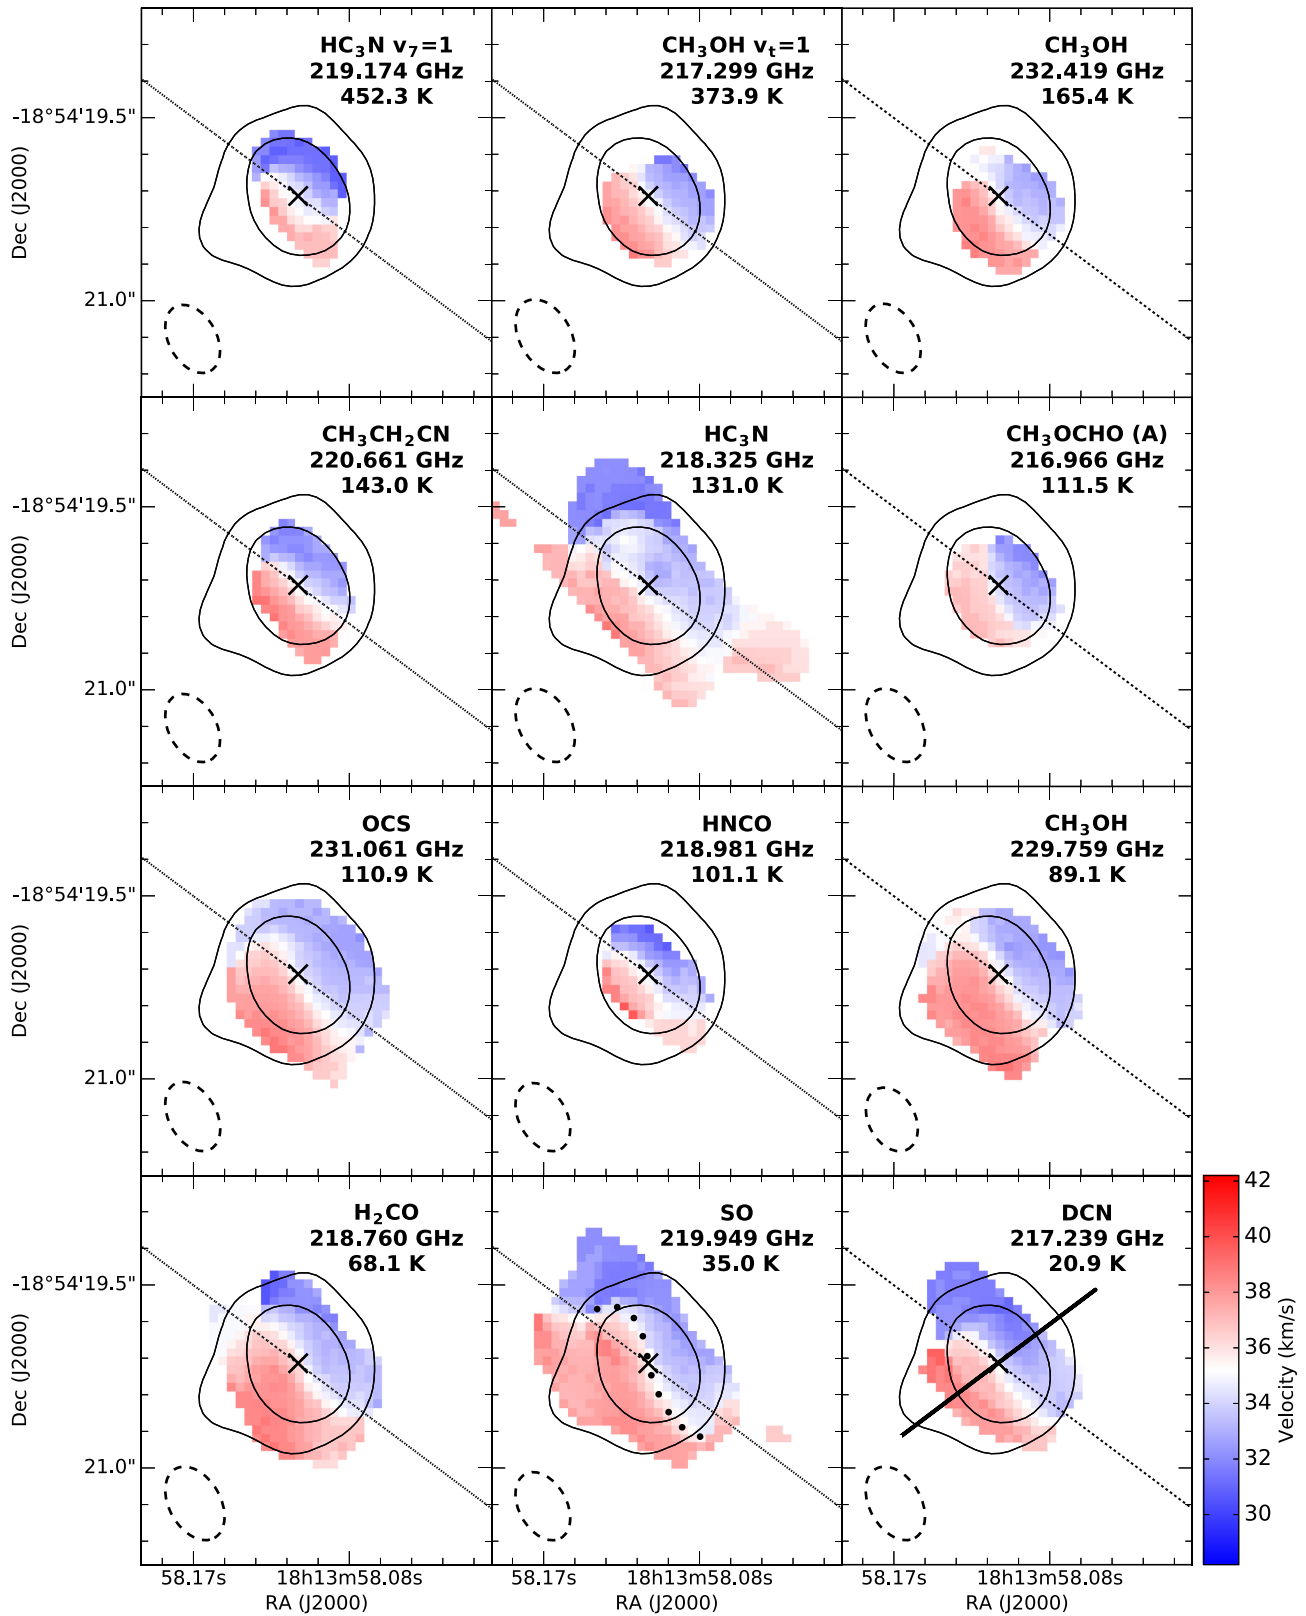 HC₃N v₇=1
219.174 GHz
452.3 K
CH₃OH vₜ=1
217.299 GHz
373.9 K
CH₃OH
232.419 GHz
165.4 K
-18°54'19.5"
21.0"
Dec (J2000)
CH₃CH₂CN
220.661 GHz
143.0 K
HC₃N
218.325 GHz
131.0 K
CH₃OCHO (A)
216.966 GHz
111.5 K
-18°54'19.5"
21.0"
Dec (J2000)
OCS
231.061 GHz
110.9 K
HNCO
218.981 GHz
101.1 K
CH₃OH
229.759 GHz
89.1 K
-18°54'19.5"
21.0"
Dec (J2000)
H₂CO
218.760 GHz
68.1 K
SO
219.949 GHz
35.0 K
DCN
217.239 GHz
20.9 K
-18°54'19.5"
21.0"
Dec (J2000)
42
40
38
36
34
32
30
Velocity (km/s)
58.17s 18h13m58.08s
RA (J2000)
58.17s 18h13m58.08s
RA (J2000)
58.17s 18h13m58.08s
RA (J2000)